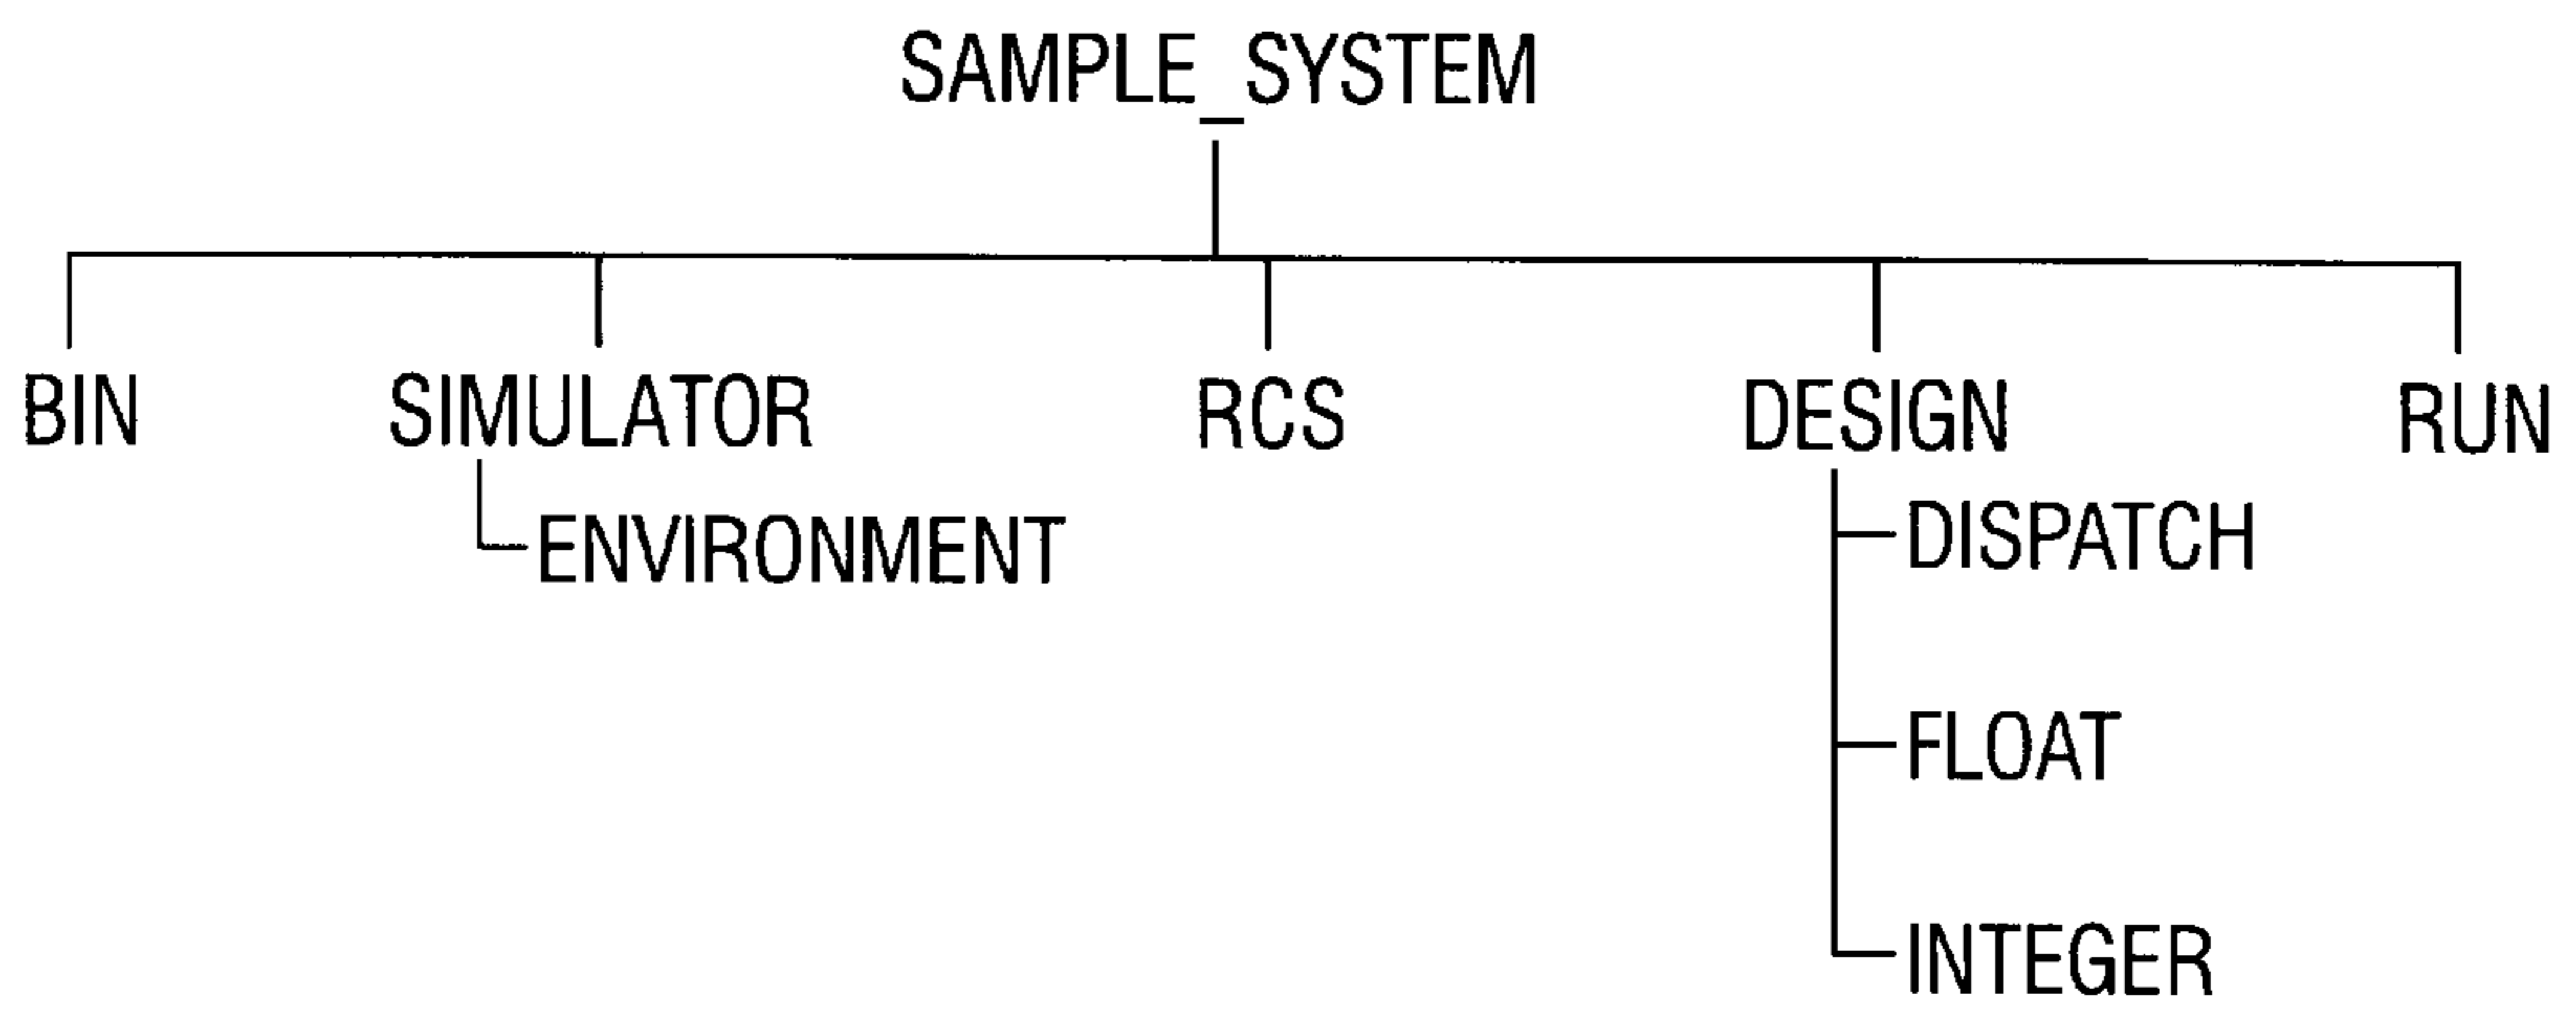 SAMPLE_SYSTEM
BIN SIMULATOR RCS DESIGN RUN
ENVIRONMENT DISPATCH
FLOAT
INTEGER